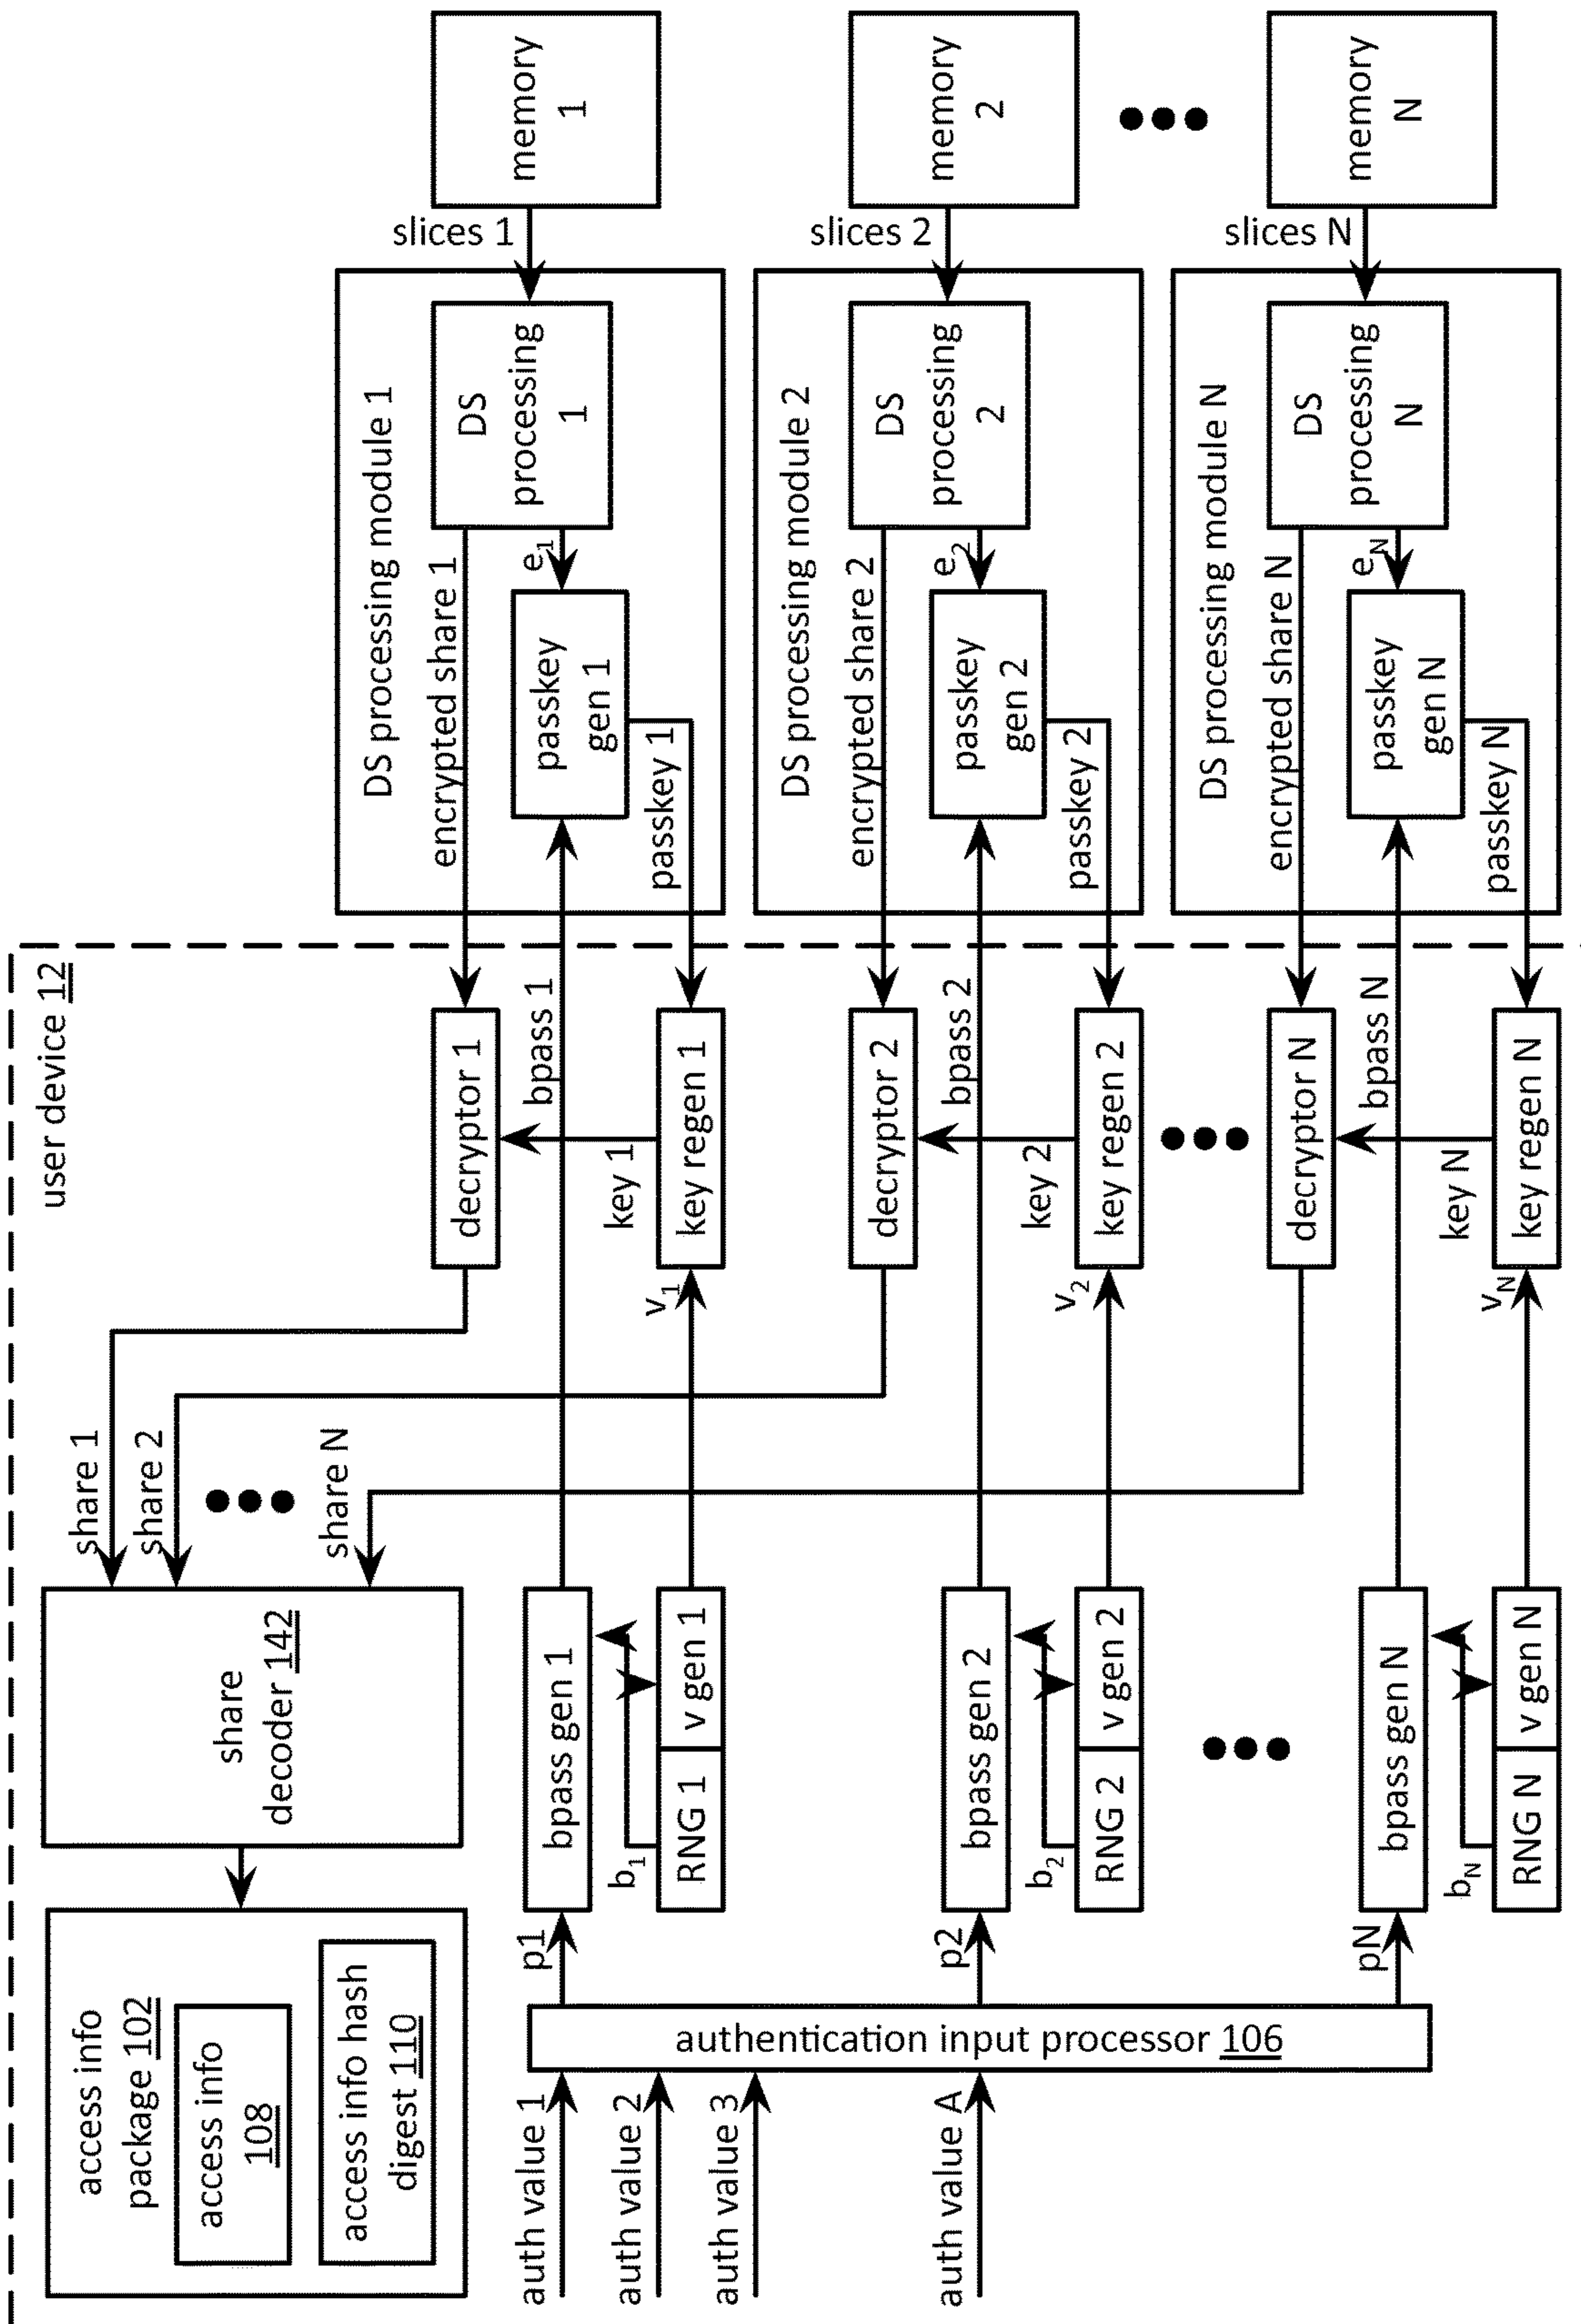 user device 12
access info
package 102
access info
108
access info hash
digest 110
share
decoder 142
share 1
share 2
share N
auth value 1
auth value 2
auth value 3
auth value A
authentication input processor 106
p1
bpass gen 1
b1
RNG 1
v gen 1
v1
decryptor 1
bpass 1
key 1
key regen 1
DS processing module 1
encrypted share 1
passkey
gen 1
passkey 1
e1
DS
processing
1
slices 1
memory
1
p2
bpass gen 2
b2
RNG 2
v gen 2
v2
decryptor 2
bpass 2
key 2
key regen 2
DS processing module 2
encrypted share 2
passkey
gen 2
passkey 2
e2
DS
processing
2
slices 2
memory
2
pN
bpass gen N
bN
RNG N
v gen N
vN
decryptor N
bpass N
key N
key regen N
DS processing module N
encrypted share N
passkey
gen N
passkey N
eN
DS
processing
N
slices N
memory
N